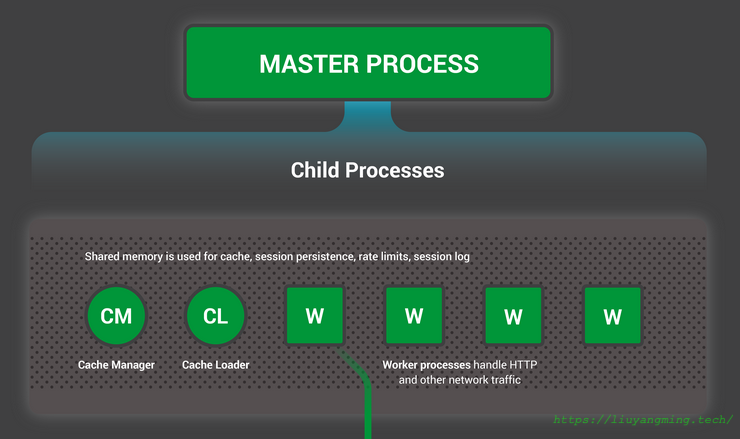 MASTER PROCESS
Child Processes
Shared memory is used for cache, session persistence, rate limits, session log
CM
CL
W
W
W
W
Cache Manager
Cache Loader
Worker processes handle HTTP
and other network traffic
https://liuyangming.tech/